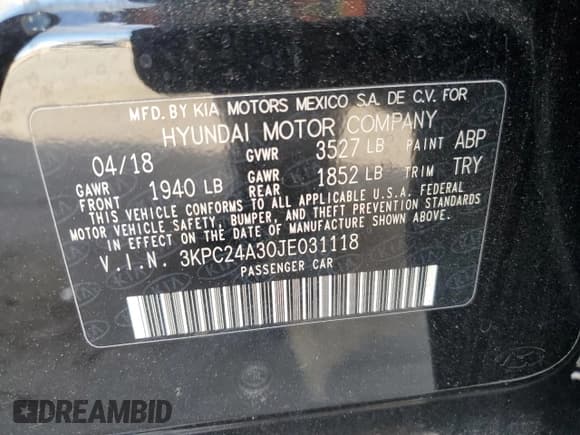 MFD. BY KIA MOTORS MEXICO S.A. DE C.V. FOR
HYUNDAI MOTOR COMPANY
04/18 GVWR 3527 LB PAINT ABP
GAWR FRONT 1940 LB GAWR REAR 1852 LB TRIM TRY
THIS VEHICLE CONFORMS TO ALL APPLICABLE U.S.A. FEDERAL
MOTOR VEHICLE SAFETY, BUMPER, AND THEFT PREVENTION STANDARDS
IN EFFECT ON THE DATE OF MANUFACTURE SHOWN ABOVE.
V.I.N. 3KPC24A30JE031118
PASSENGER CAR
DREAMBID